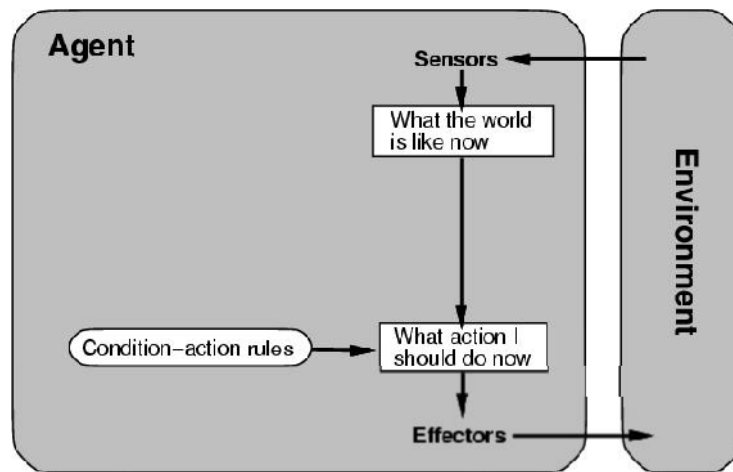 Agent
Sensors
What the world
is like now
Environment
Condition-action rules
What action I
should do now
Effectors